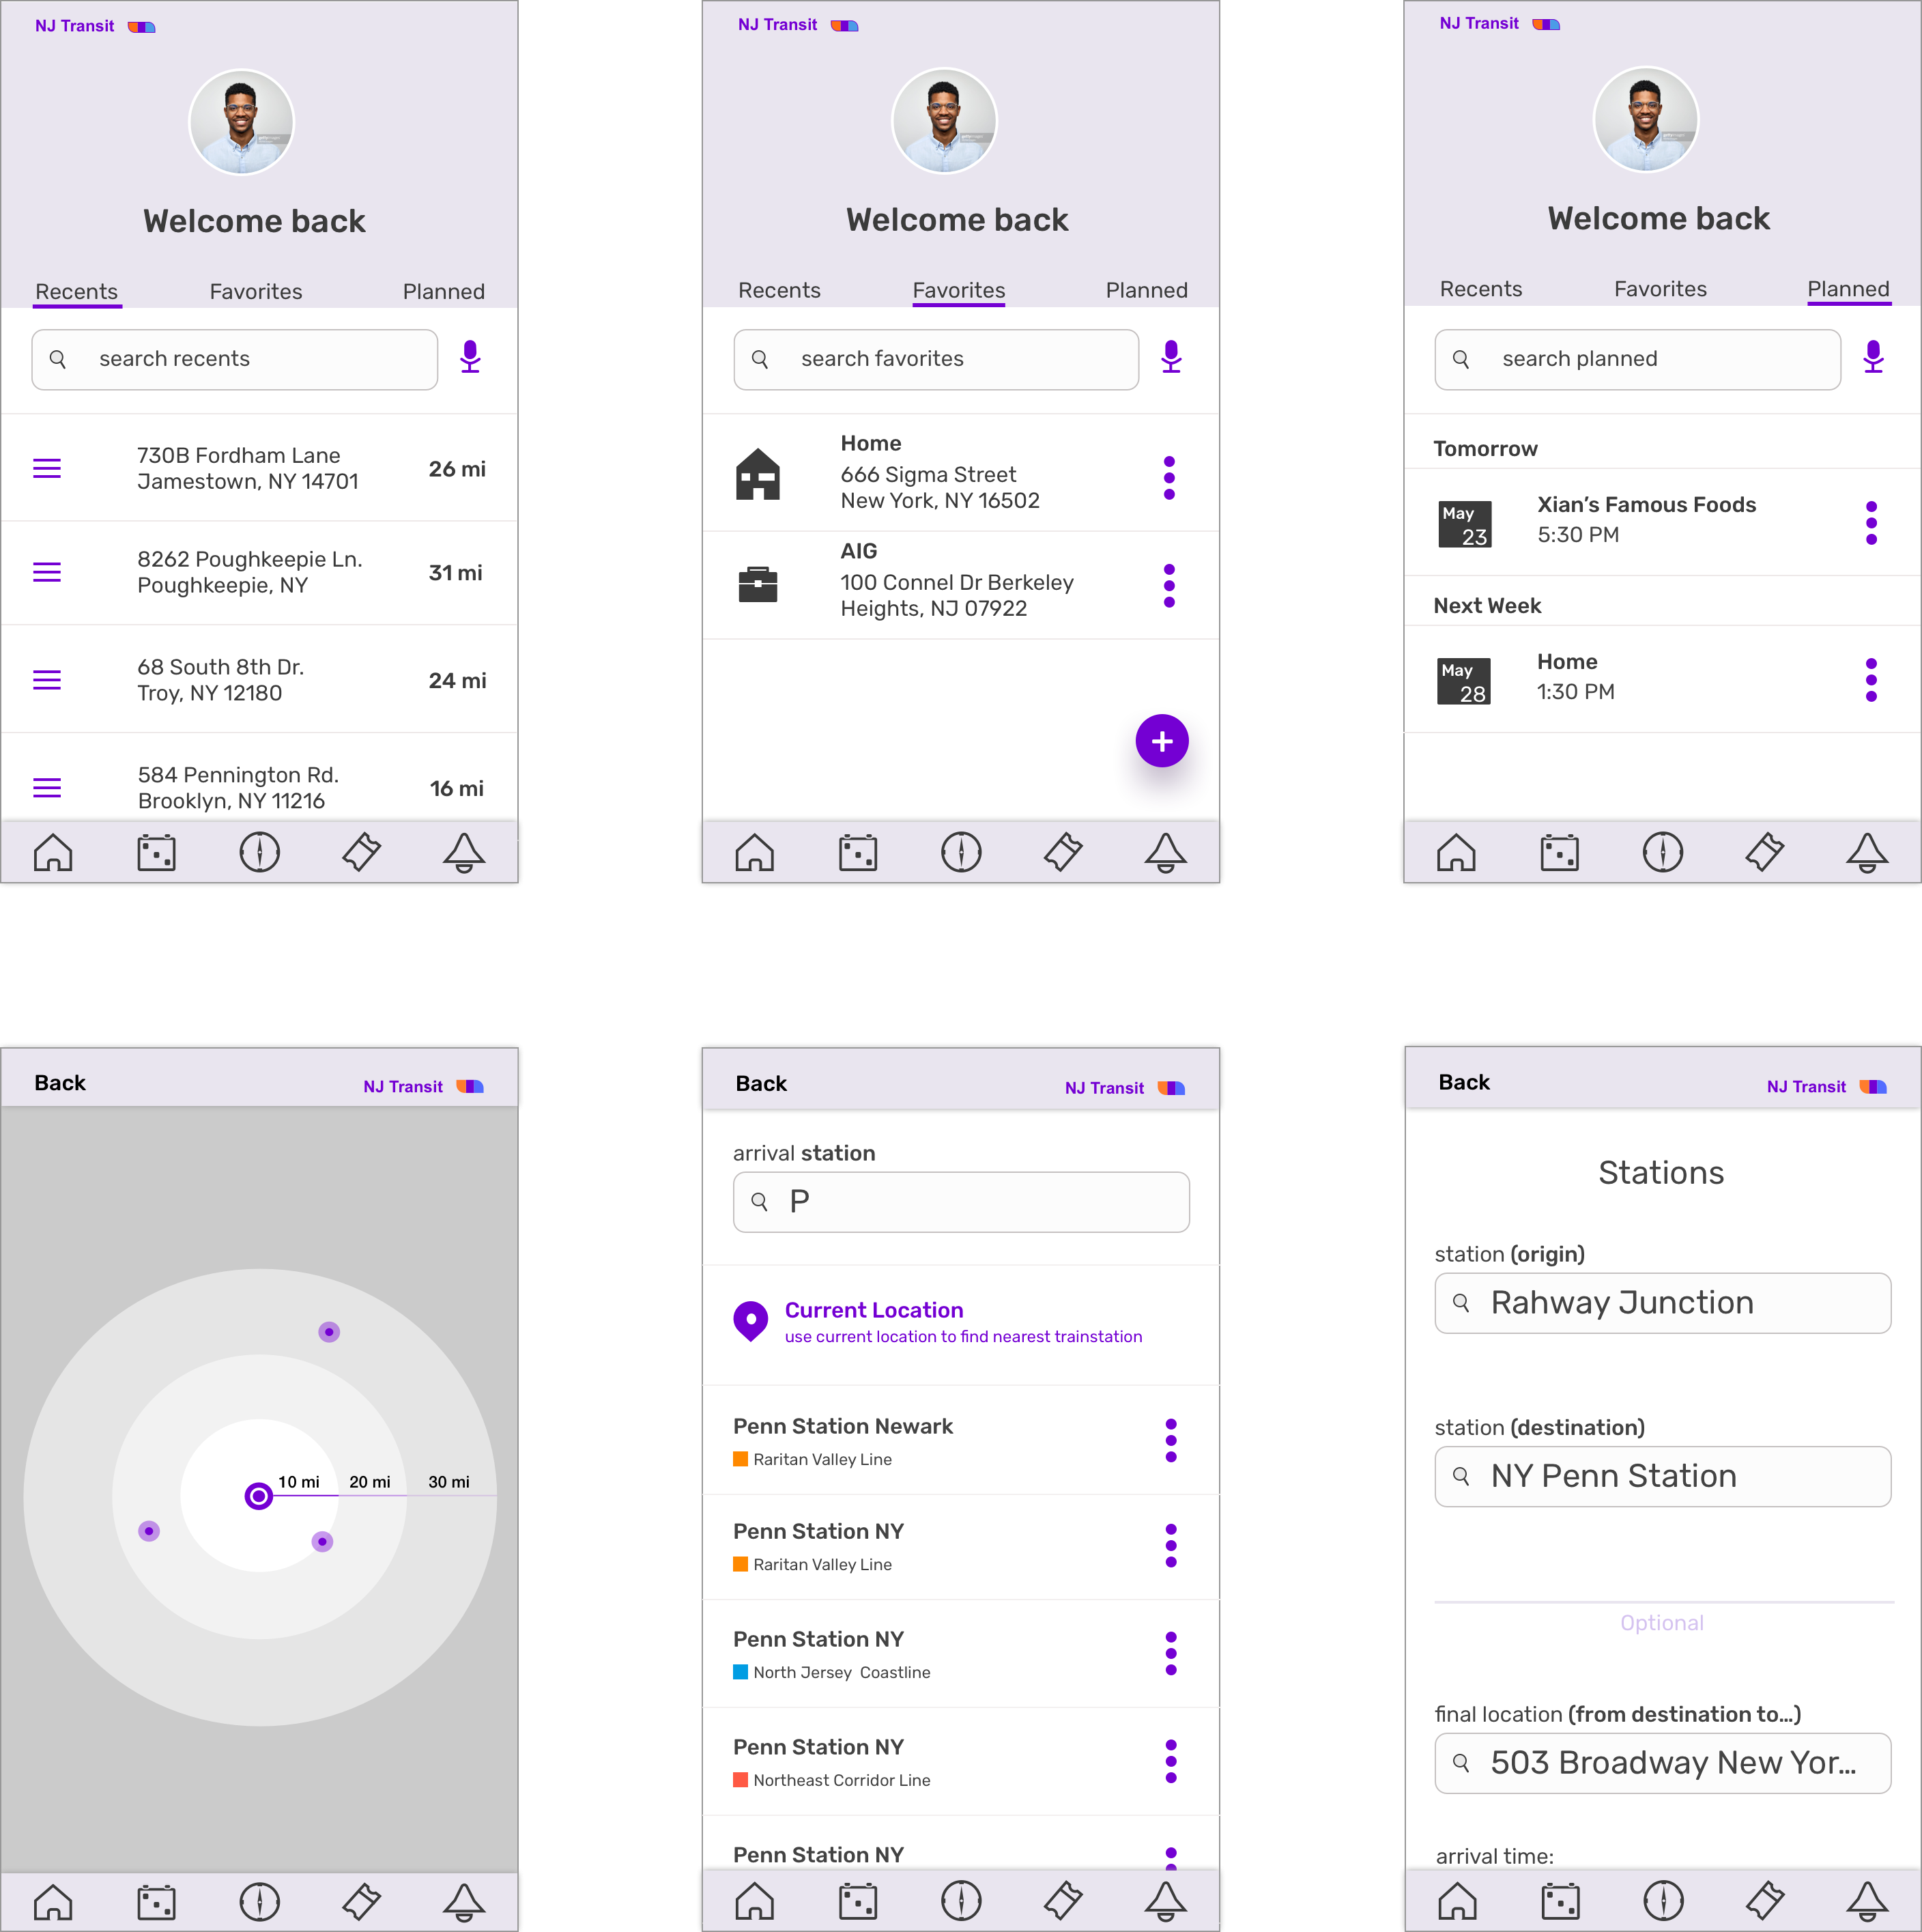 NJ Transit
Welcome back
Recents Favorites Planned
search recents
730B Fordham Lane
Jamestown, NY 14701
26 mi
8262 Poughkeepie Ln.
Poughkeepie, NY
31 mi
68 South 8th Dr.
Troy, NY 12180
24 mi
584 Pennington Rd.
Brooklyn, NY 11216
16 mi
NJ Transit
Welcome back
Recents Favorites Planned
search favorites
Home
666 Sigma Street
New York, NY 16502
AIG
100 Connel Dr Berkeley
Heights, NJ 07922
NJ Transit
Welcome back
Recents Favorites Planned
search planned
Tomorrow
May
23
Xian’s Famous Foods
5:30 PM
Next Week
May
28
Home
1:30 PM
Back NJ Transit
10 mi 20 mi 30 mi
Back NJ Transit
arrival station
P
Current Location
use current location to find nearest trainstation
Penn Station Newark
Raritan Valley Line
Penn Station NY
Raritan Valley Line
Penn Station NY
North Jersey Coastline
Penn Station NY
Northeast Corridor Line
Penn Station NY
Back NJ Transit
Stations
station (origin)
Rahway Junction
station (destination)
NY Penn Station
Optional
final location (from destination to...)
503 Broadway New Yor...
arrival time: